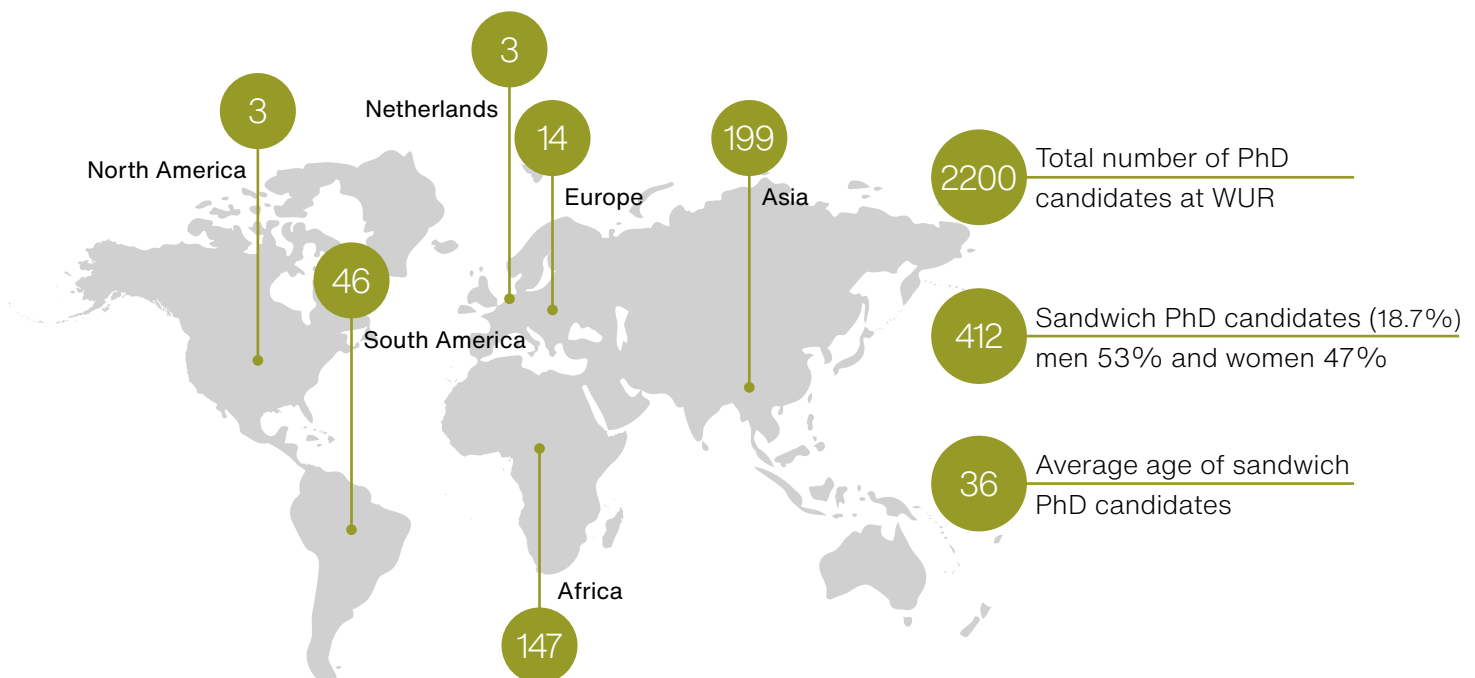 3
Netherlands
3
North America
14
Europe
199
Asia
46
South America
Africa
147
2200
Total number of PhD
candidates at WUR
412
Sandwich PhD candidates (18.7%)
men 53% and women 47%
36
Average age of sandwich
PhD candidates